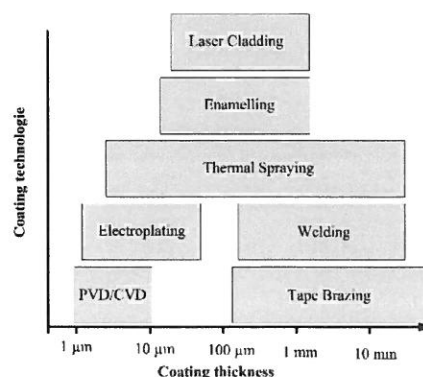 Laser Cladding
Enamelling
Thermal Spraying
Electroplating
Welding
PVD/CVD
Tape Brazing
Coating technologie
1 µm
10 µm
100 µm
1 mm
10 mm
Coating thickness